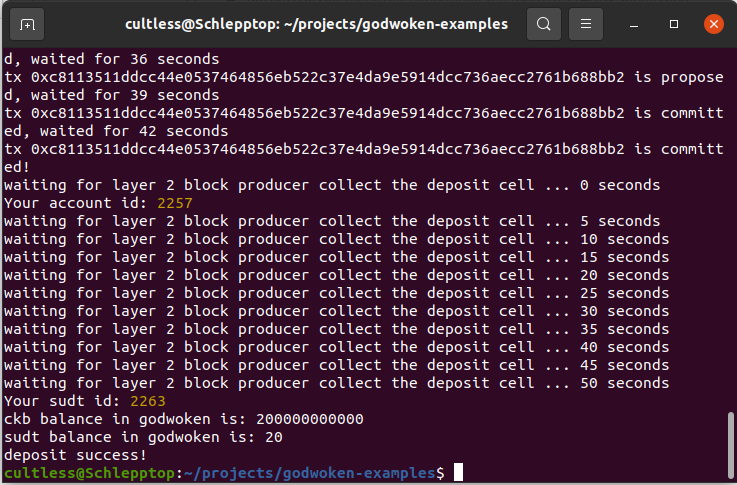 cultless@Schlepptop: ~/projects/godwoken-examples
d, waited for 36 seconds
tx 0xc8113511ddcc44e0537464856eb522c37e4da9e5914dcc736aecc2761b688bb2 is propose
d, waited for 39 seconds
tx 0xc8113511ddcc44e0537464856eb522c37e4da9e5914dcc736aecc2761b688bb2 is committ
ed, waited for 42 seconds
tx 0xc8113511ddcc44e0537464856eb522c37e4da9e5914dcc736aecc2761b688bb2 is committ
ed!
waiting for layer 2 block producer collect the deposit cell ... 0 seconds
Your account id: 2257
waiting for layer 2 block producer collect the deposit cell ... 5 seconds
waiting for layer 2 block producer collect the deposit cell ... 10 seconds
waiting for layer 2 block producer collect the deposit cell ... 15 seconds
waiting for layer 2 block producer collect the deposit cell ... 20 seconds
waiting for layer 2 block producer collect the deposit cell ... 25 seconds
waiting for layer 2 block producer collect the deposit cell ... 30 seconds
waiting for layer 2 block producer collect the deposit cell ... 35 seconds
waiting for layer 2 block producer collect the deposit cell ... 40 seconds
waiting for layer 2 block producer collect the deposit cell ... 45 seconds
waiting for layer 2 block producer collect the deposit cell ... 50 seconds
Your sudt id: 2263
ckb balance in godwoken is: 200000000000
sudt balance in godwoken is: 20
deposit success!
cultless@Schlepptop:~/projects/godwoken-examples$